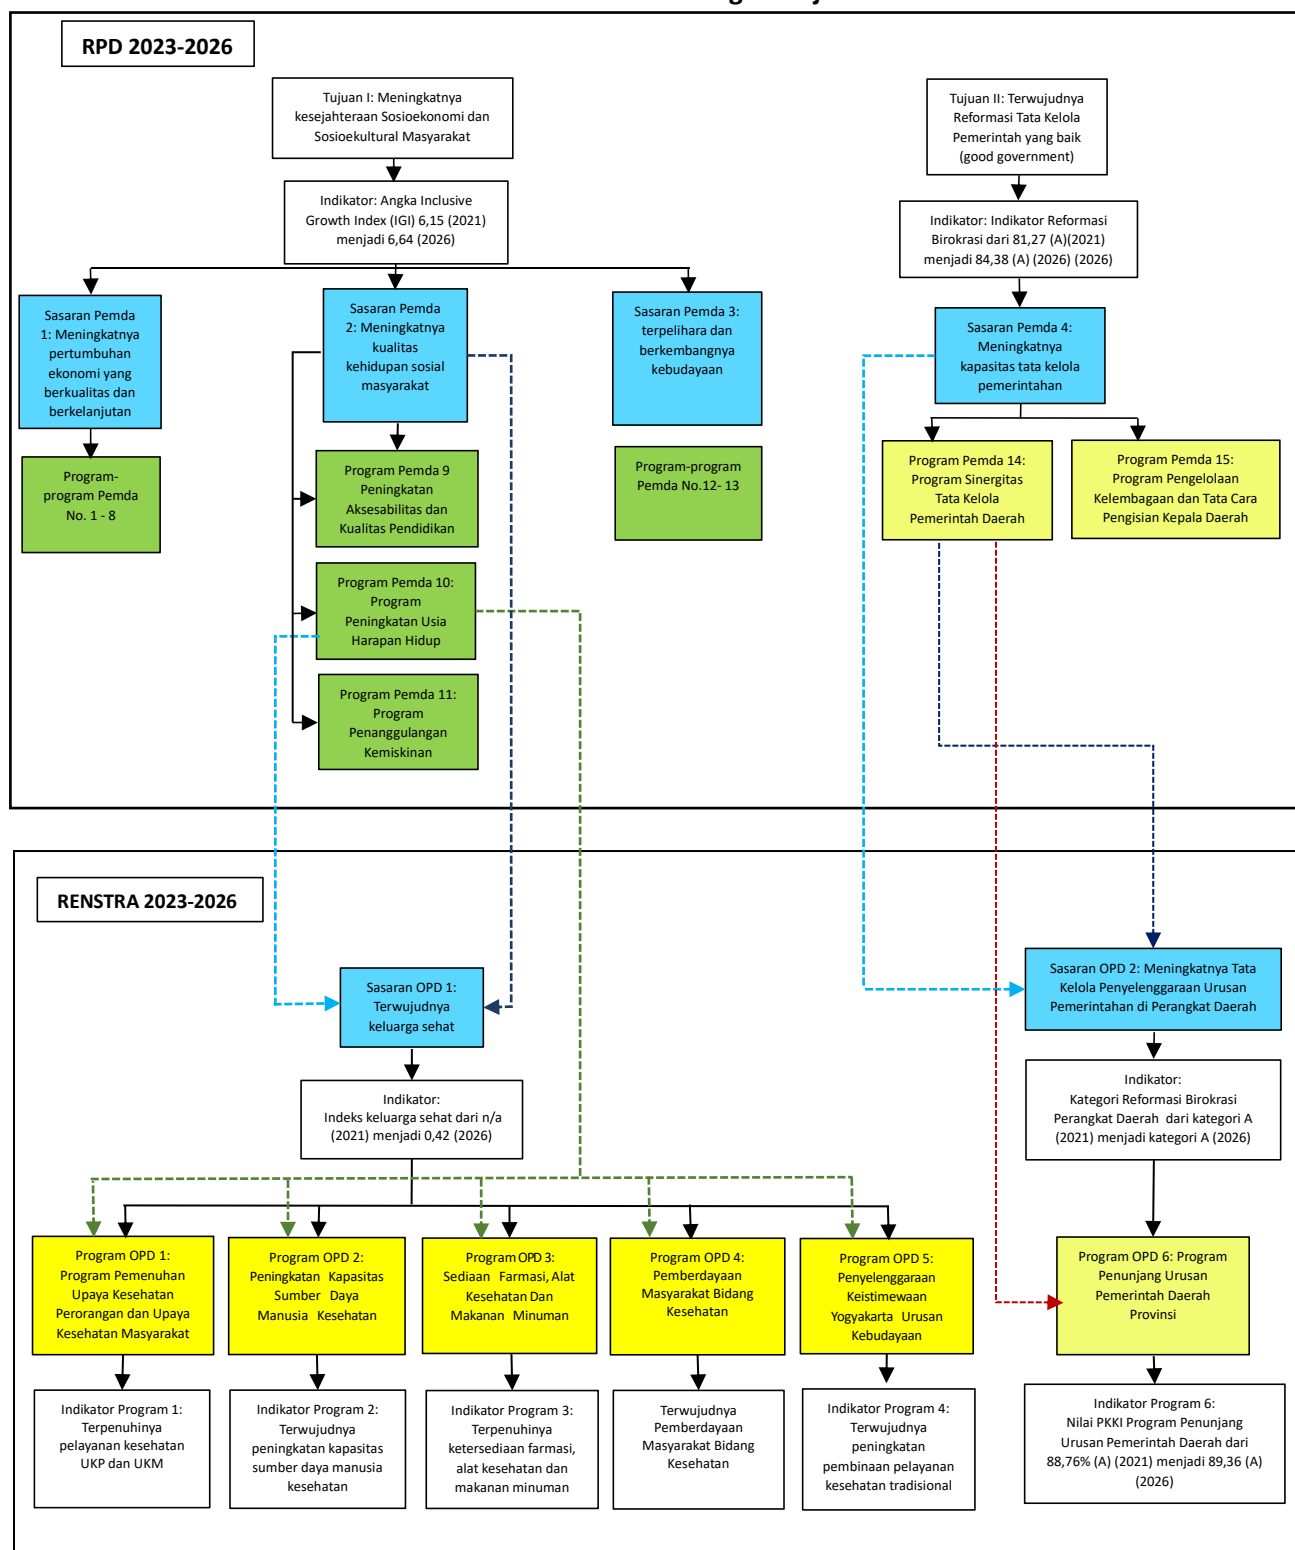 RPD 2023-2026
Tujuan I: Meningkatnya
kesejahteraan Sosioekonomi dan
Sosioekultural Masyarakat
Tujuan II: Terwujudnya
Reformasi Tata Kelola
Pemerintah yang baik
(good government)
Indikator: Angka Inclusive
Growth Index (IGI) 6,15 (2021)
menjadi 6,64 (2026)
Indikator: Indikator Reformasi
Birokrasi dari 81,27 (A)(2021)
menjadi 84,38 (A) (2026) (2026)
Sasaran Pemda
1: Meningkatnya
pertumbuhan
ekonomi yang
berkualitas dan
berkelanjutan
Sasaran Pemda
2: Meningkatnya
kualitas
kehidupan sosial
masyarakat
Sasaran Pemda 3:
terpelihara dan
berkembangnya
kebudayaan
Sasaran Pemda 4:
Meningkatnya
kapasitas tata kelola
pemerintahan
Program-
program Pemda
No. 1 - 8
Program Pemda 9
Peningkatan
Aksesabilitas dan
Kualitas Pendidikan
Program-program
Pemda No.12- 13
Program Pemda 14:
Program Sinergitas
Tata Kelola
Pemerintah Daerah
Program Pemda 15:
Program Pengelolaan
Kelembagaan dan Tata Cara
Pengisian Kepala Daerah
Program Pemda 10:
Program
Peningkatan Usia
Harapan Hidup
Program Pemda 11:
Program
Penanggulangan
Kemiskinan
RENSTRA 2023-2026
Sasaran OPD 1:
Terwujudnya
keluarga sehat
Sasaran OPD 2: Meningkatnya Tata
Kelola Penyelenggaraan Urusan
Pemerintahan di Perangkat Daerah
Indikator:
Indeks keluarga sehat dari n/a
(2021) menjadi 0,42 (2026)
Indikator:
Kategori Reformasi Birokrasi
Perangkat Daerah dari kategori A
(2021) menjadi kategori A (2026)
Program OPD 1:
Program Pemenuhan
Upaya Kesehatan
Perorangan dan Upaya
Kesehatan Masyarakat
Program OPD 2:
Peningkatan Kapasitas
Sumber Daya
Manusia Kesehatan
Program OPD 3:
Sediaan Farmasi, Alat
Kesehatan Dan
Makanan Minuman
Program OPD 4:
Pemberdayaan
Masyarakat Bidang
Kesehatan
Program OPD 5:
Penyelenggaraan
Keistimewaan
Yogyakarta Urusan
Kebudayaan
Program OPD 6: Program
Penunjang Urusan
Pemerintah Daerah
Provinsi
Indikator Program 1:
Terpenuhinya
pelayanan kesehatan
UKP dan UKM
Indikator Program 2:
Terwujudnya
peningkatan kapasitas
sumber daya manusia
kesehatan
Indikator Program 3:
Terpenuhinya
ketersediaan farmasi,
alat kesehatan dan
makanan minuman
Terwujudnya
Pemberdayaan
Masyarakat Bidang
Kesehatan
Indikator Program 4:
Terwujudnya
peningkatan
pembinaan pelayanan
kesehatan tradisional
Indikator Program 6:
Nilai PKKI Program Penunjang
Urusan Pemerintah Daerah dari
88,76% (A) (2021) menjadi 89,36 (A)
(2026)